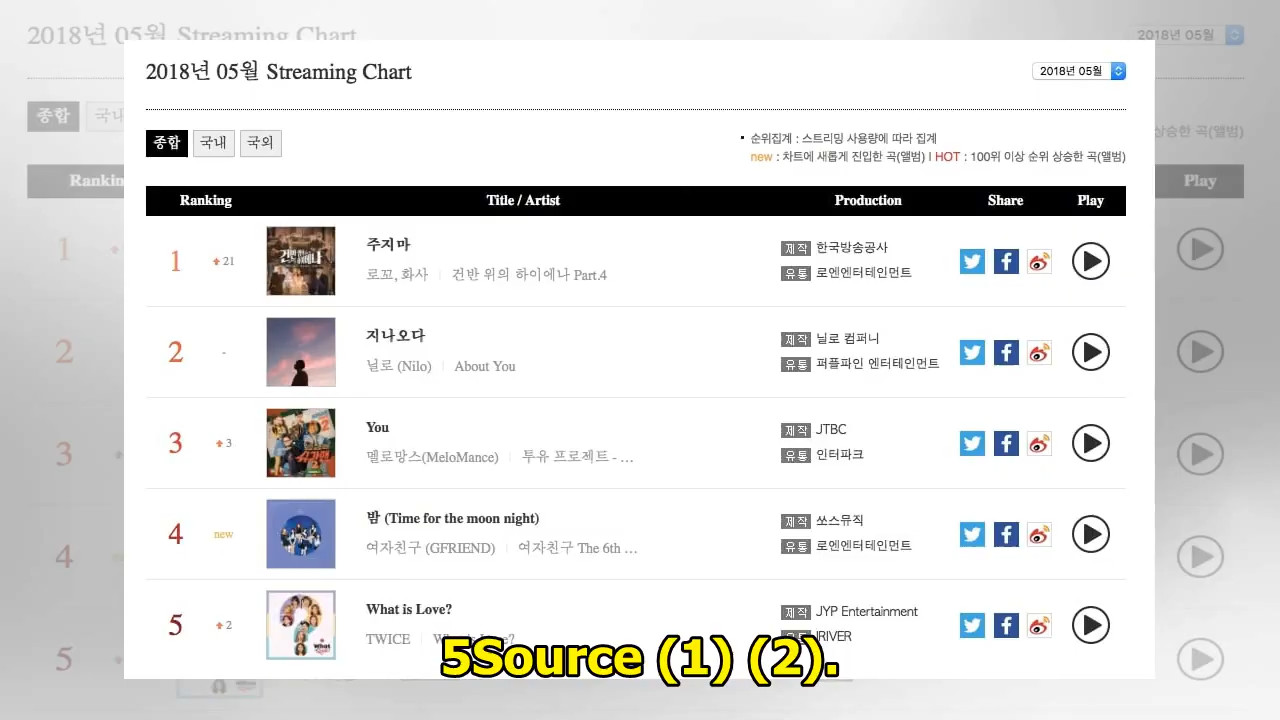 2018년 05월 Streaming Chart
2018년 05월
종합 국내 국외
순위집계 : 스트리밍 사용량에 따라 집계
new : 차트에 새롭게 진입한 곡(앨범) I HOT : 100위 이상 순위 상승한 곡(앨범)
Ranking Title / Artist Production Share Play
1 21
주지마
로꼬, 화사 건반 위의 하이에나 Part.4
제작 한국방송공사
유통 로엔엔터테인먼트
2 -
지나오다
닐로 (Nilo) About You
제작 닐로 컴퍼니
유통 퍼플파인 엔터테인먼트
3 3
You
멜로망스(MeloMance) 투유 프로젝트 - ...
제작 JTBC
유통 인터파크
4 new
밤 (Time for the moon night)
여자친구 (GFRIEND) 여자친구 The 6th ...
제작 쏘스뮤직
유통 로엔엔터테인먼트
5 2
What is Love?
TWICE What is Love?
제작 JYP Entertainment
유통 IRIVER
5Source (1) (2).